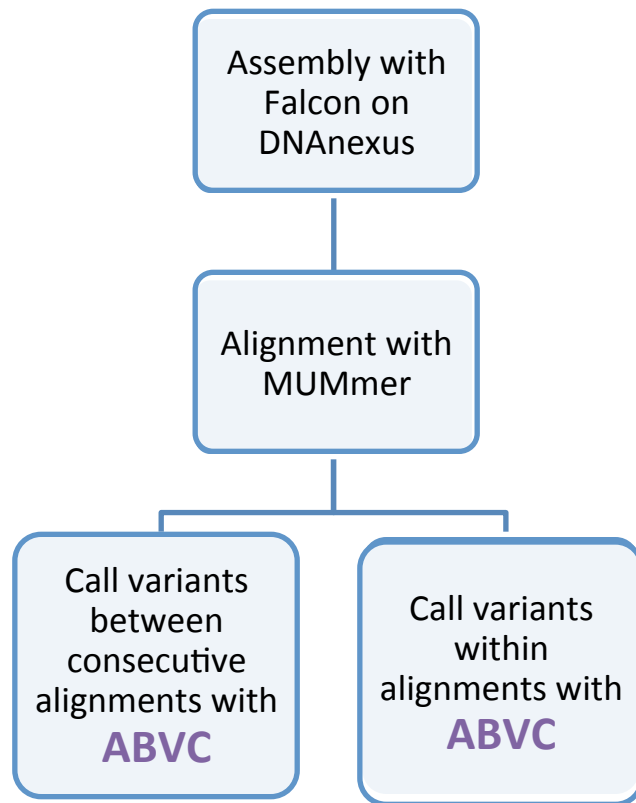 Assembly with
Falcon on
DNAnexus
Alignment with
MUMmer
Call variants
between
consecutive
alignments with
ABVC
Call variants
within
alignments with
ABVC